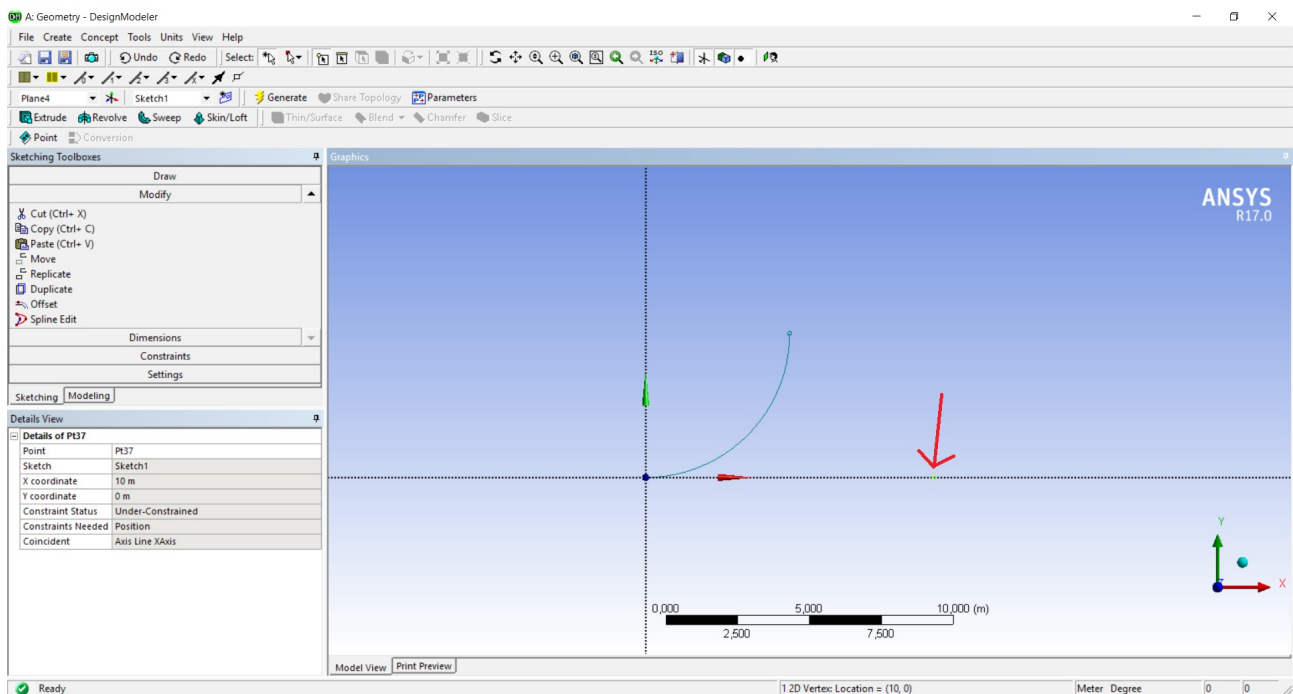 A: Geometry - DesignModeler
File Create Concept Tools Units View Help
Undo Redo Select: ISO
Plane4 Sketch1 Generate Share Topology Parameters
Extrude Revolve Sweep Skin/Loft Thin/Surface Blend Chamfer Slice
Point Conversion
Sketching Toolboxes
Draw
Modify
Cut (Ctrl+ X)
Copy (Ctrl+ C)
Paste (Ctrl+ V)
Move
Replicate
Duplicate
Offset
Spline Edit
Dimensions
Constraints
Settings
Sketching Modeling
Details View
Details of Pt37
Point Pt37
Sketch Sketch1
X coordinate 10 m
Y coordinate 0 m
Constraint Status Under-Constrained
Constraints Needed Position
Coincident Axis Line XAxis
Graphics
ANSYS
R17.0
Y
X
0,000 5,000 10,000 (m)
2,500 7,500
Model View Print Preview
Ready 1 2D Vertex: Location = (10, 0) Meter Degree 0 0